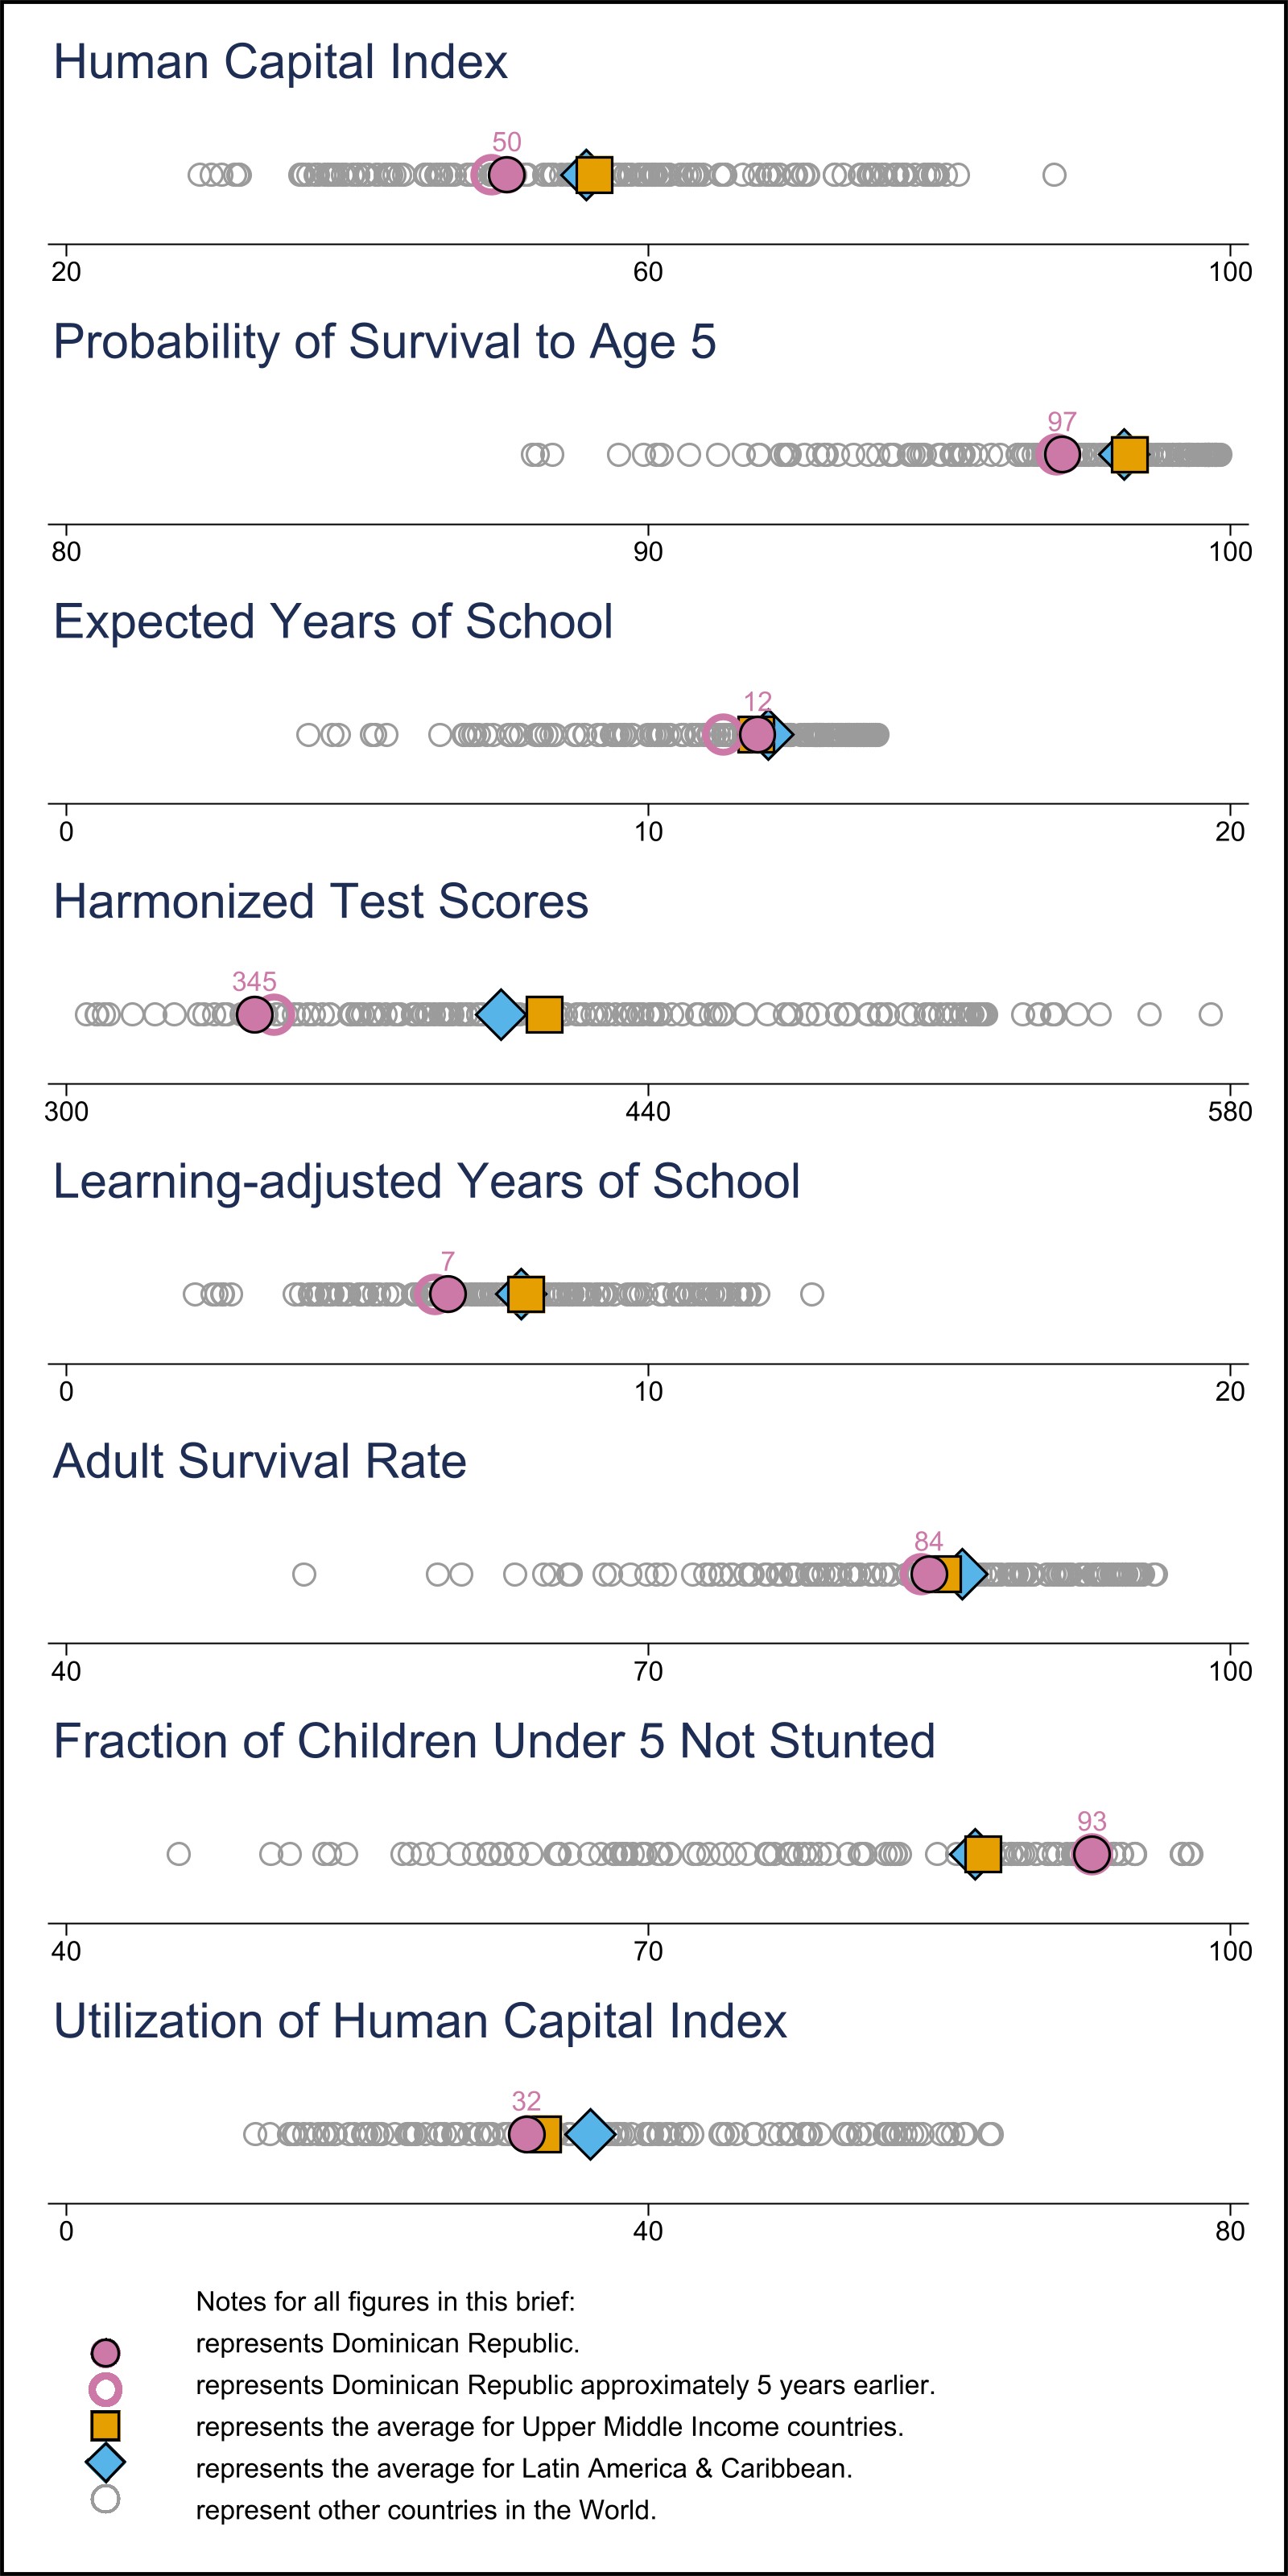 Human Capital Index
50
20 60 100
Probability of Survival to Age 5
97
80 90 100
Expected Years of School
12
0 10 20
Harmonized Test Scores
345
300 440 580
Learning-adjusted Years of School
7
0 10 20
Adult Survival Rate
84
40 70 100
Fraction of Children Under 5 Not Stunted
93
40 70 100
Utilization of Human Capital Index
32
0 40 80
Notes for all figures in this brief:
represents Dominican Republic.
represents Dominican Republic approximately 5 years earlier.
represents the average for Upper Middle Income countries.
represents the average for Latin America & Caribbean.
represent other countries in the World.